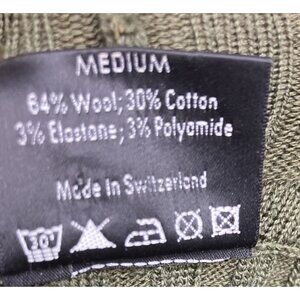 MEDIUM
64% Wool; 30% Cotton
3% Elastane; 3% Polyamide
Made in Switzerland
30°